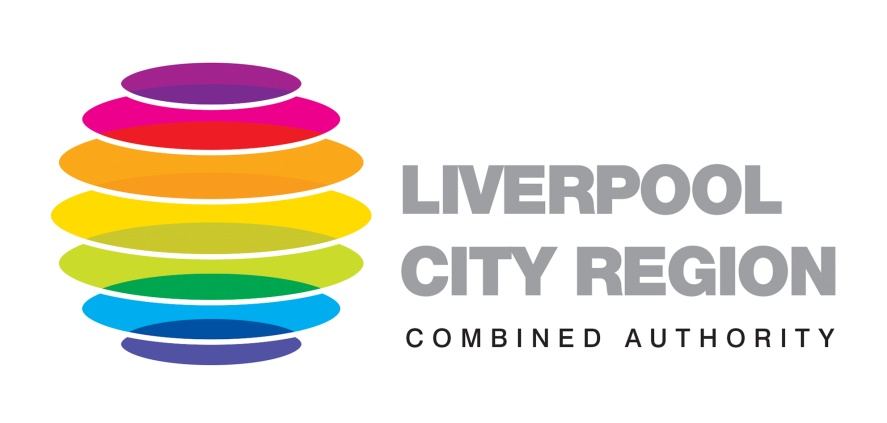 LIVERPOOL
CITY REGION
COMBINED AUTHORITY